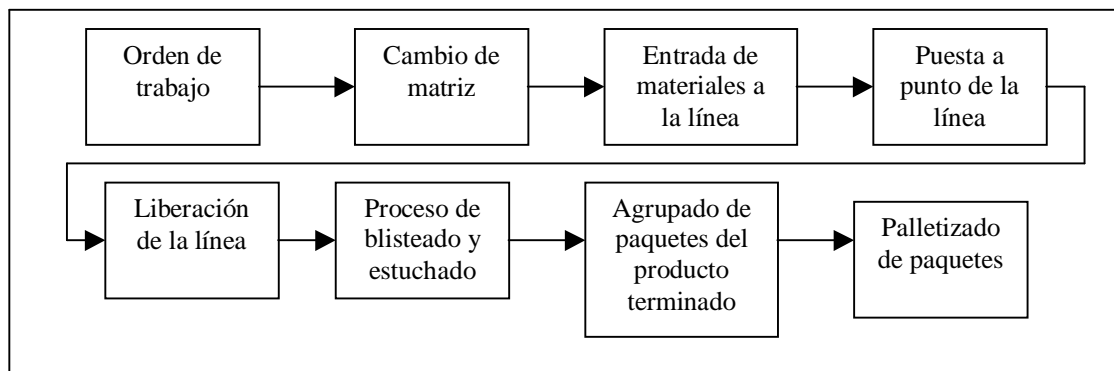 Orden de
trabajo
Cambio de
matriz
Entrada de
materiales a
la línea
Puesta a
punto de la
línea
Liberación
de la línea
Proceso de
blisteado y
estuchado
Agrupado de
paquetes del
producto
terminado
Palletizado
de paquetes